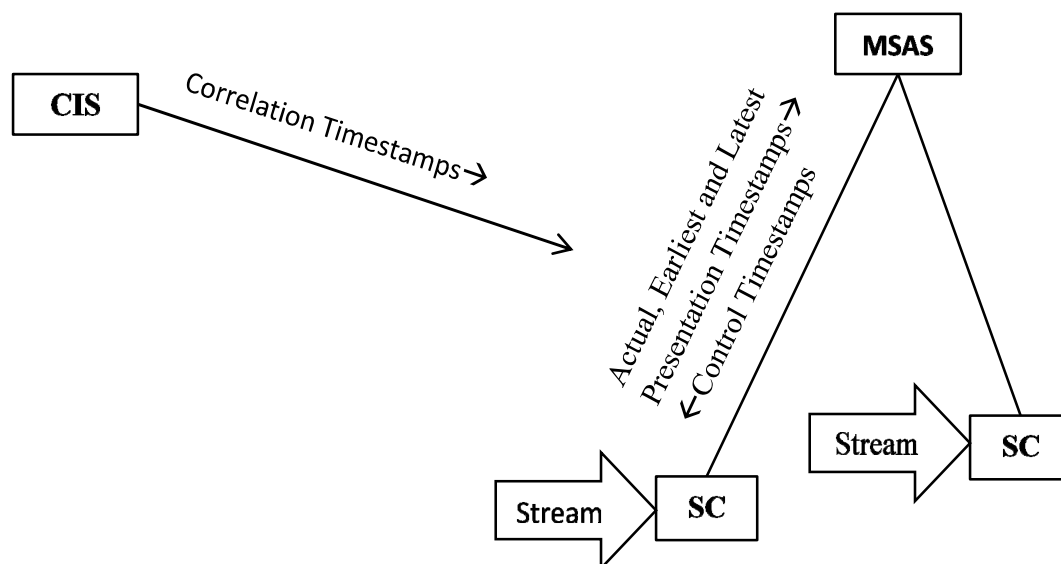 MSAS
CIS
Correlation Timestamps→
Actual, Earliest and Latest
Presentation Timestamps→
←Control Timestamps
Stream
SC
Stream
SC